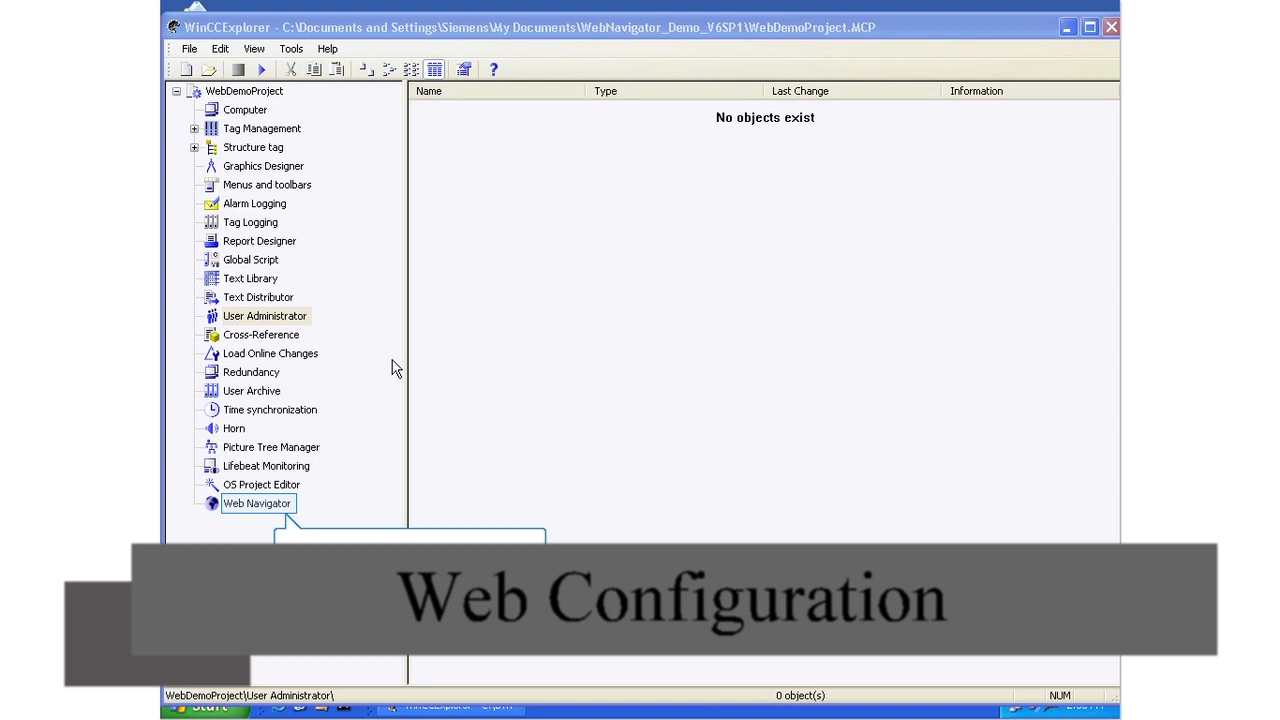 WinCCExplorer - C:\Documents and Settings\Siemens\My Documents\WebNavigator_Demo_V6SP1\WebDemoProject.MCP
File Edit View Tools Help
WebDemoProject
Name Type Last Change Information
Computer
No objects exist
Tag Management
Structure tag
Graphics Designer
Menus and toolbars
Alarm Logging
Tag Logging
Report Designer
Global Script
Text Library
Text Distributor
User Administrator
Cross-Reference
Load Online Changes
Redundancy
User Archive
Time synchronization
Horn
Picture Tree Manager
Lifebeat Monitoring
OS Project Editor
Web Navigator
Web Configuration
WebDemoProject\User Administrator\ 0 object(s) NUM
Start